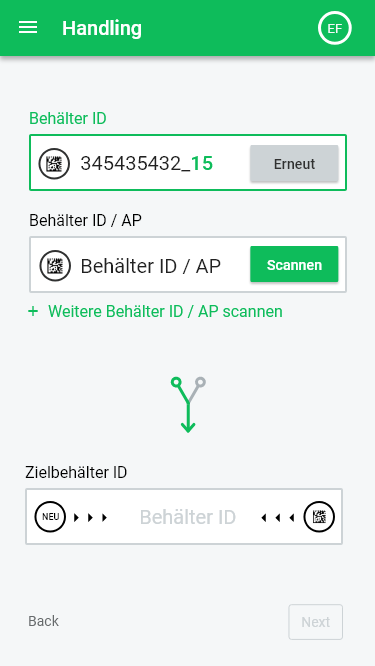 Handling
EF
Behälter ID
345435432_15
Erneut
Behälter ID / AP
Behälter ID / AP
Scannen
+ Weitere Behälter ID / AP scannen
Zielbehälter ID
NEU
Behälter ID
Back
Next